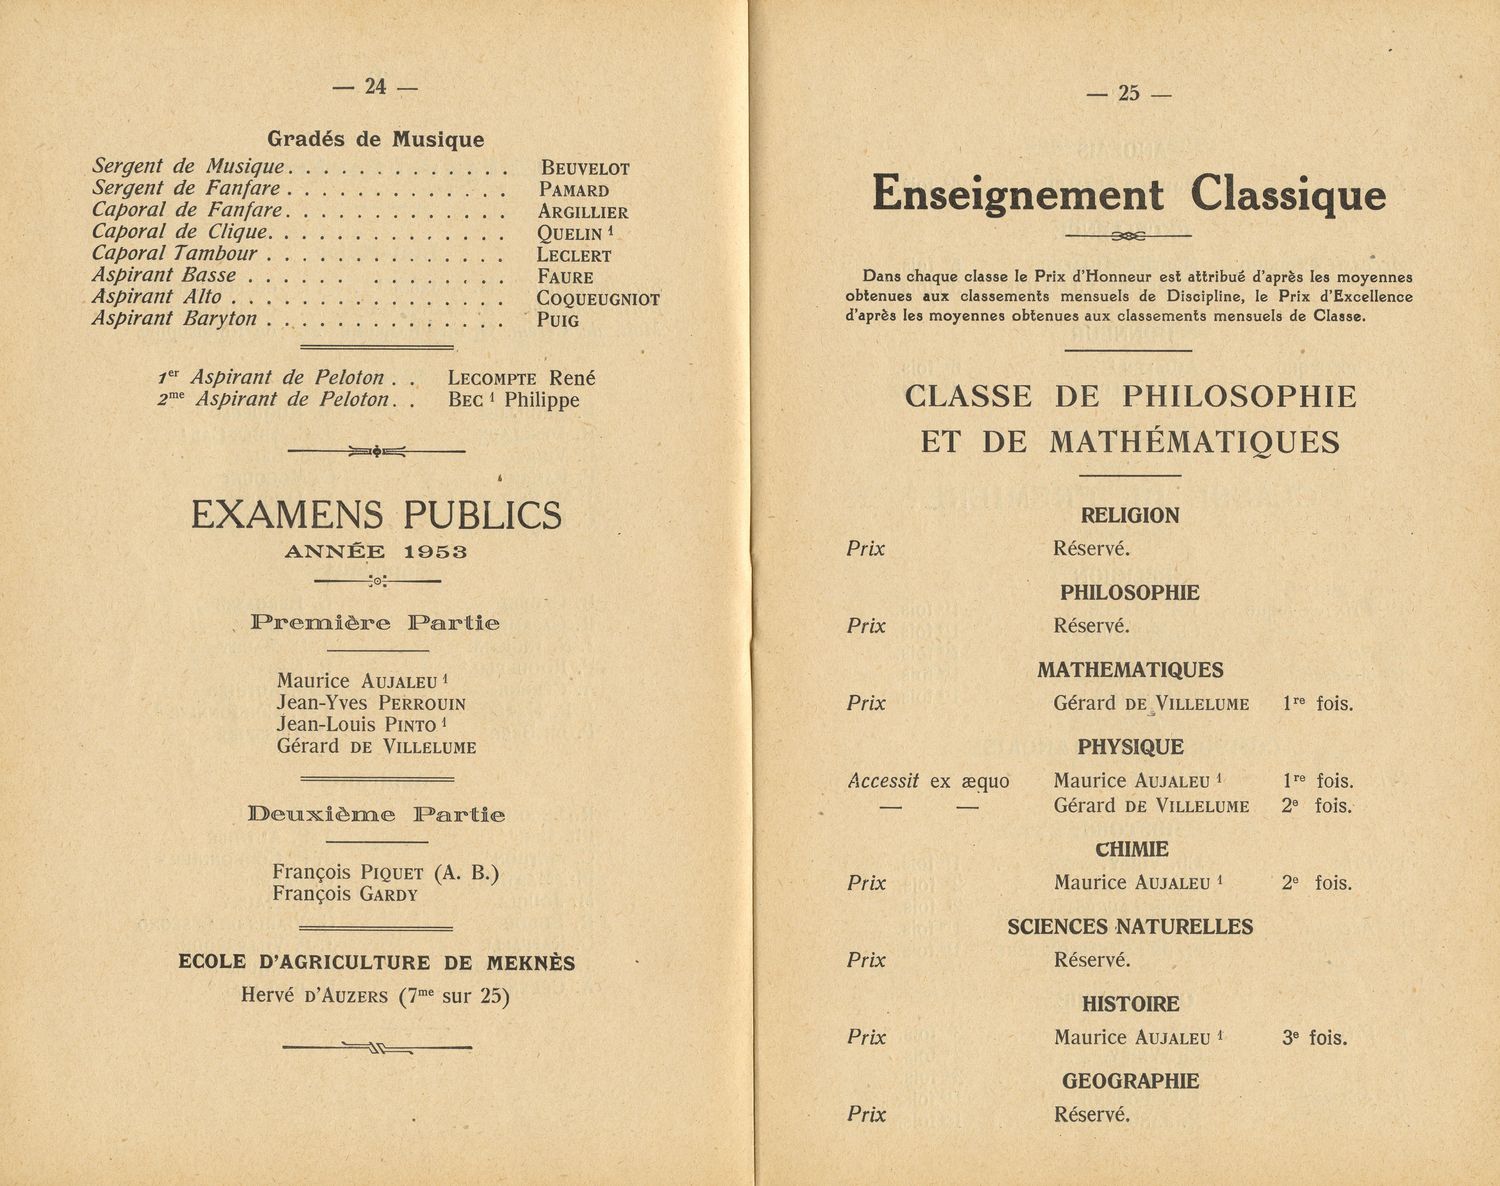 — 24 —
Gradés de Musique
Sergent de Musique. . . . . . . . . . . . . BEUVELOT
Sergent de Fanfare . . . . . . . . . . . . . PAMARD
Caporal de Fanfare. . . . . . . . . . . . . ARGILLIER
Caporal de Clique. . . . . . . . . . . . . . QUELIN ¹
Caporal Tambour . . . . . . . . . . . . . . LECLERT
Aspirant Basse . . . . . . . . . . . . . . FAURE
Aspirant Alto . . . . . . . . . . . . . . . . COQUEUGNIOT
Aspirant Baryton . . . . . . . . . . . . . . PUIG
1er Aspirant de Peloton . . LECOMPTE René
2me Aspirant de Peloton. . BEC ¹ Philippe
EXAMENS PUBLICS
ANNÉE 1953
Première Partie
Maurice AUJALEU ¹
Jean-Yves PERROUIN
Jean-Louis PINTO ¹
Gérard DE VILLELUME
Deuxième Partie
François PIQUET (A. B.)
François GARDY
ECOLE D'AGRICULTURE DE MEKNÈS
Hervé D'AUZERS (7me sur 25)
— 25 —
Enseignement Classique
Dans chaque classe le Prix d'Honneur est attribué d'après les moyennes
obtenues aux classements mensuels de Discipline, le Prix d'Excellence
d'après les moyennes obtenues aux classements mensuels de Classe.
CLASSE DE PHILOSOPHIE
ET DE MATHÉMATIQUES
RELIGION
Prix Réservé.
PHILOSOPHIE
Prix Réservé.
MATHEMATIQUES
Prix Gérard DE VILLELUME 1re fois.
PHYSIQUE
Accessit ex æquo Maurice AUJALEU ¹ 1re fois.
— — Gérard DE VILLELUME 2e fois.
CHIMIE
Prix Maurice AUJALEU ¹ 2e fois.
SCIENCES NATURELLES
Prix Réservé.
HISTOIRE
Prix Maurice AUJALEU ¹ 3e fois.
GEOGRAPHIE
Prix Réservé.